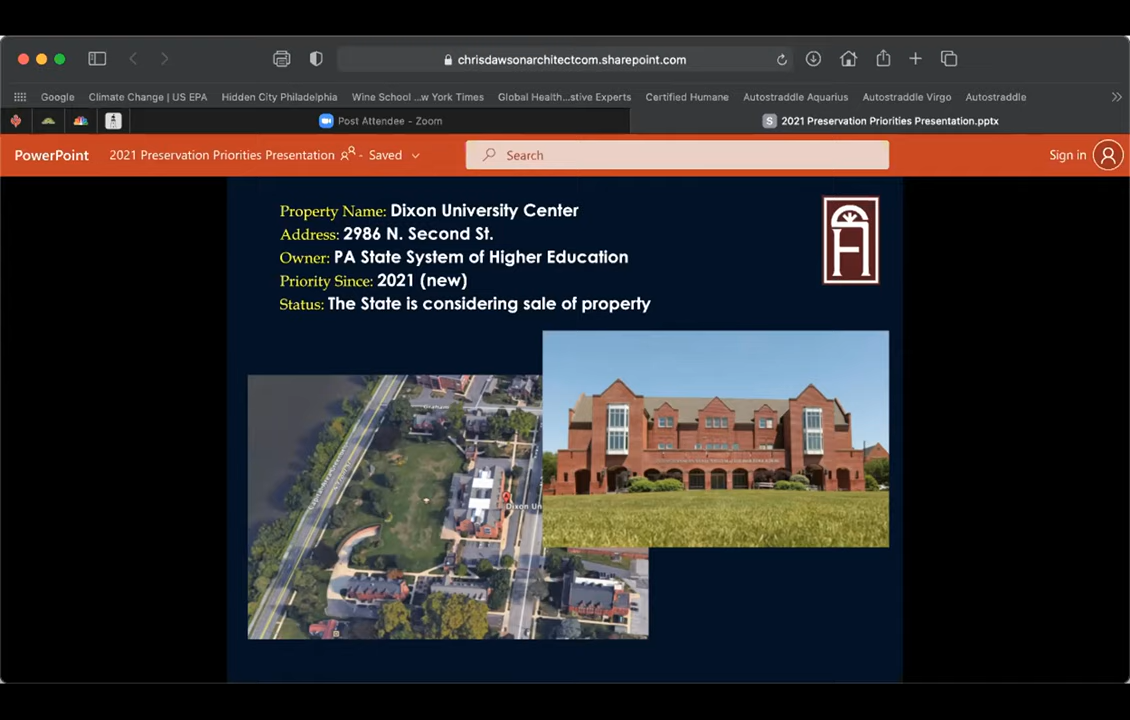 chrisdawsonarchitectcom.sharepoint.com
Google Climate Change | US EPA Hidden City Philadelphia Wine School ...w York Times Global Health...stive Experts Certified Humane Autostraddle Aquarius Autostraddle Virgo Autostraddle
Post Attendee - Zoom
S 2021 Preservation Priorities Presentation.pptx
PowerPoint 2021 Preservation Priorities Presentation - Saved Search Sign in
Property Name: Dixon University Center
Address: 2986 N. Second St.
Owner: PA State System of Higher Education
Priority Since: 2021 (new)
Status: The State is considering sale of property
Graham
Dixon Un